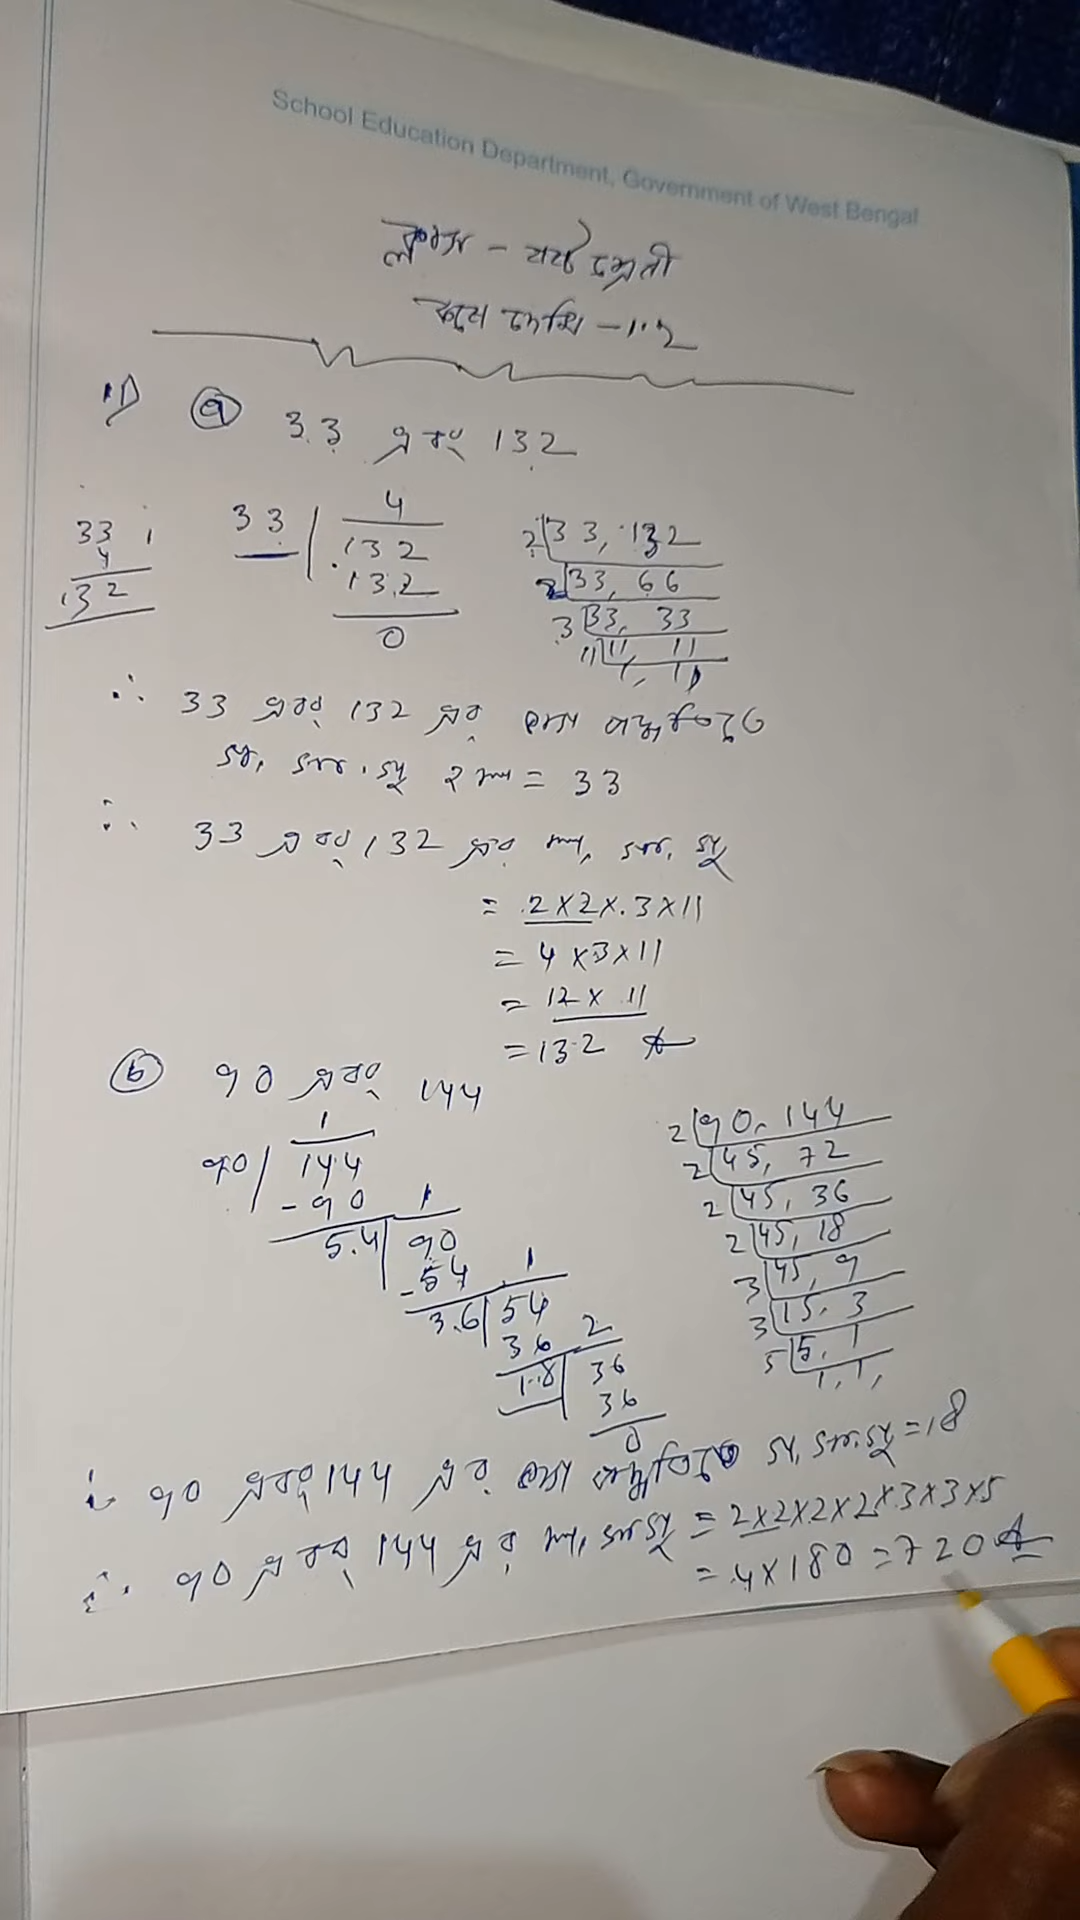 School Education Department, Government of West Bengal
ক্লাস - ষষ্ঠ শ্রেণী
কষে দেখি - 1.2
1) a 33 এবং 132
33
4
132
33 132 4
132
0
2 33, 132
2 33, 66
3 33, 33
11 11, 11
1, 1
∴ 33 এবং 132 এর
গ. সা. গু = 33
∴ 33 এবং 132 এর ল. সা. গু
= 2 × 2 × 3 × 11
= 4 × 3 × 11
= 12 × 11
= 132
b 90 এবং 144
1
90 144
- 90 1
54 90
- 54 1
36 54
36 2
18 36
36
0
2 90, 144
2 45, 72
2 45, 36
2 45, 18
3 45, 9
3 15, 3
5 5, 1
1, 1,
∴ 90 এবং 144 এর গ. সা. গু = 18
∴ 90 এবং 144 এর ল. সা. গু = 2×2×2×2×3×3×5
= 4×180 = 720